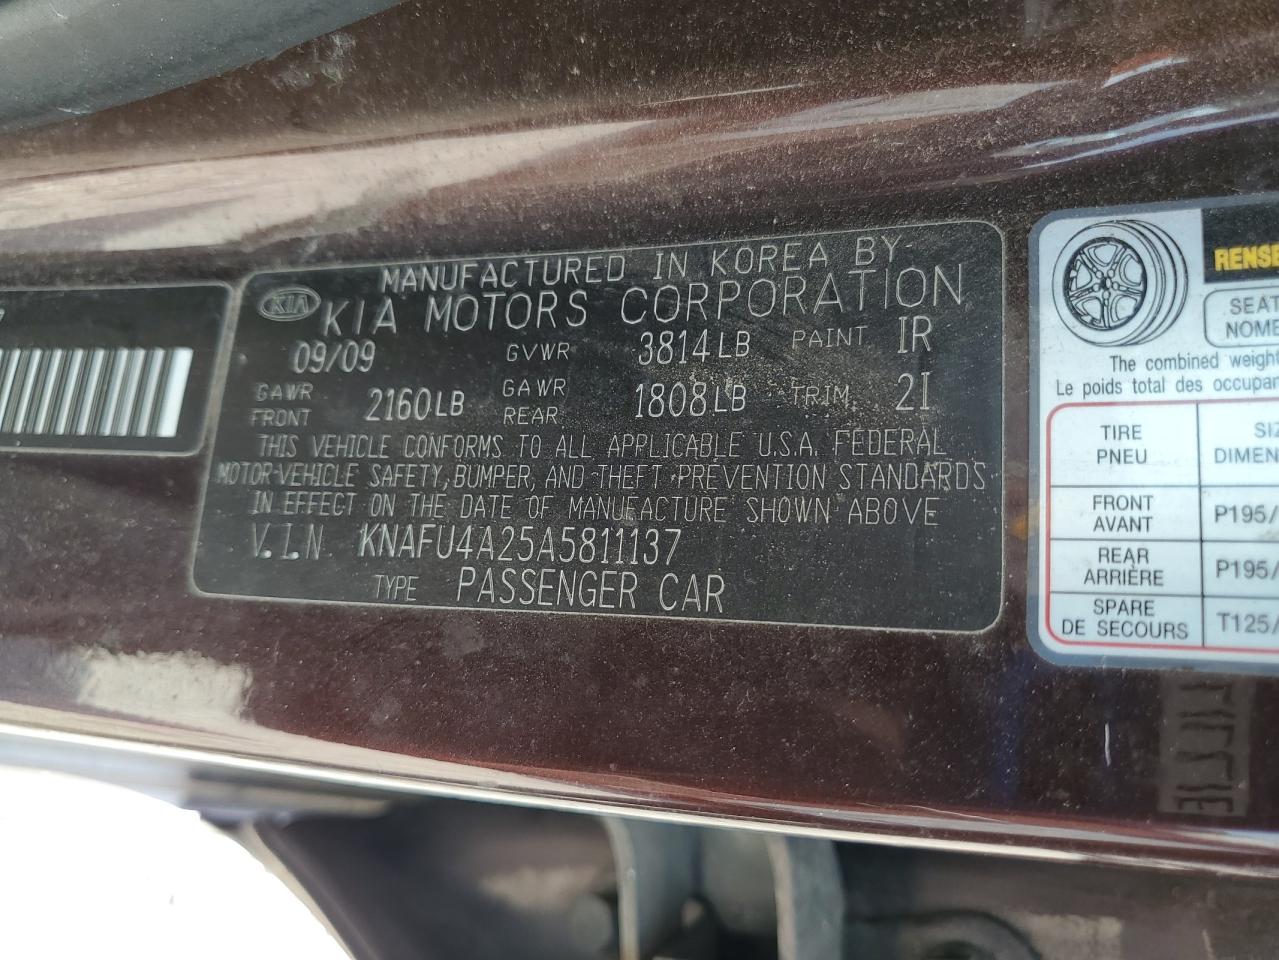 MANUFACTURED IN KOREA BY
KIA
KIA MOTORS CORPORATION
09/09 GVWR 3814LB PAINT IR
GAWR FRONT 2160LB GAWR REAR 1808LB TRIM 2I
THIS VEHICLE CONFORMS TO ALL APPLICABLE U.S.A. FEDERAL
MOTOR-VEHICLE SAFETY, BUMPER, AND THEFT PREVENTION STANDARDS
IN EFFECT ON THE DATE OF MANUFACTURE SHOWN ABOVE
V.I.N KNAFU4A25A5811137
TYPE PASSENGER CAR
7
RENSE
SEAT
NOMB
The combined weight
Le poids total des occupan
TIRE SIZ
PNEU DIMEN
FRONT
AVANT P195/
REAR
ARRIÈRE P195/
SPARE
DE SECOURS T125/